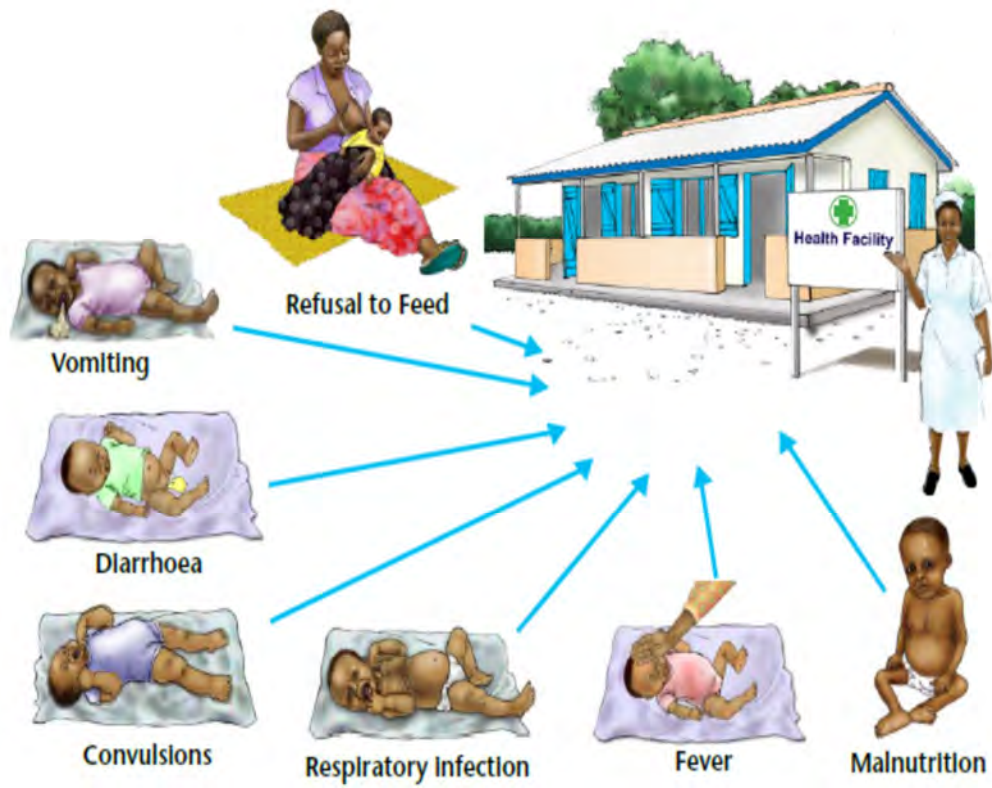 Health Facility
Refusal to Feed
Vomiting
Diarrhoea
Convulsions
Respiratory Infection
Fever
Malnutrition